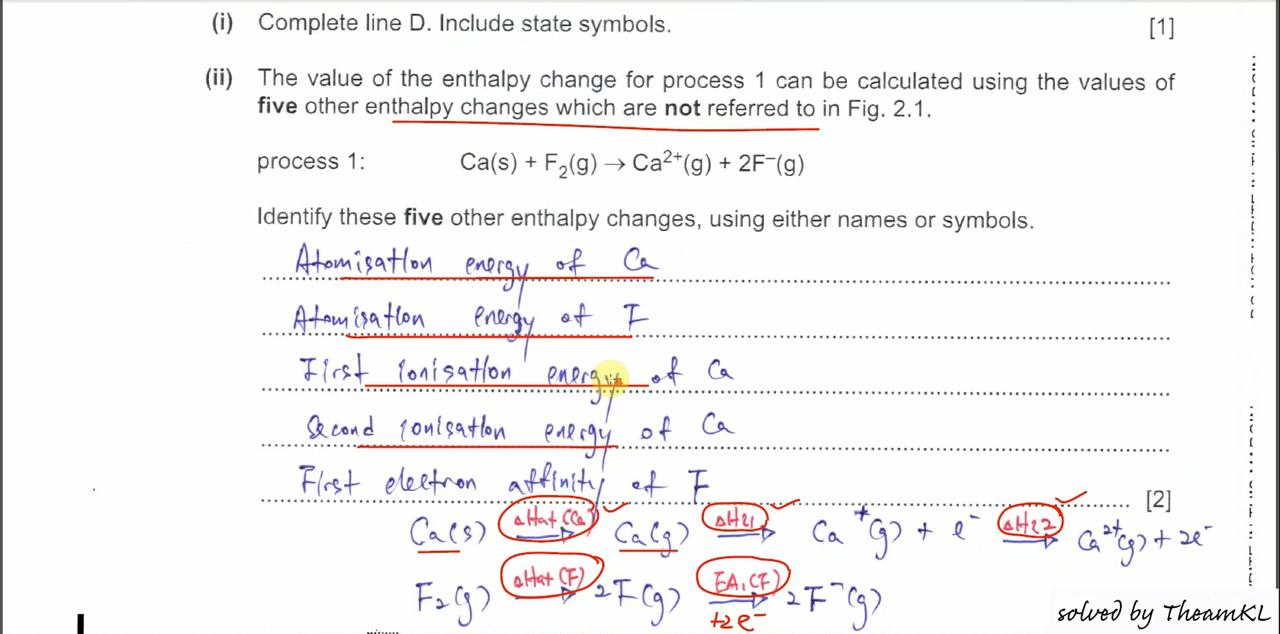 (i) Complete line D. Include state symbols. [1]
(ii) The value of the enthalpy change for process 1 can be calculated using the values of
five other enthalpy changes which are not referred to in Fig. 2.1.
process 1: Ca(s) + F₂(g) → Ca²⁺(g) + 2F⁻(g)
Identify these five other enthalpy changes, using either names or symbols.
Atomisation energy of Ca
Atomisation energy of F
First ionisation energy of Ca
Second ionisation energy of Ca
First electron affinity of F
[2]
Ca(s) ΔHat (Ca) → Ca(g) ΔHi1 → Ca⁺(g) + e⁻ ΔHi2 → Ca²⁺(g) + 2e⁻
F₂(g) ΔHat (F) → 2F(g) EA₁(F) → 2F⁻(g)
+2e⁻
solved by TheamKL